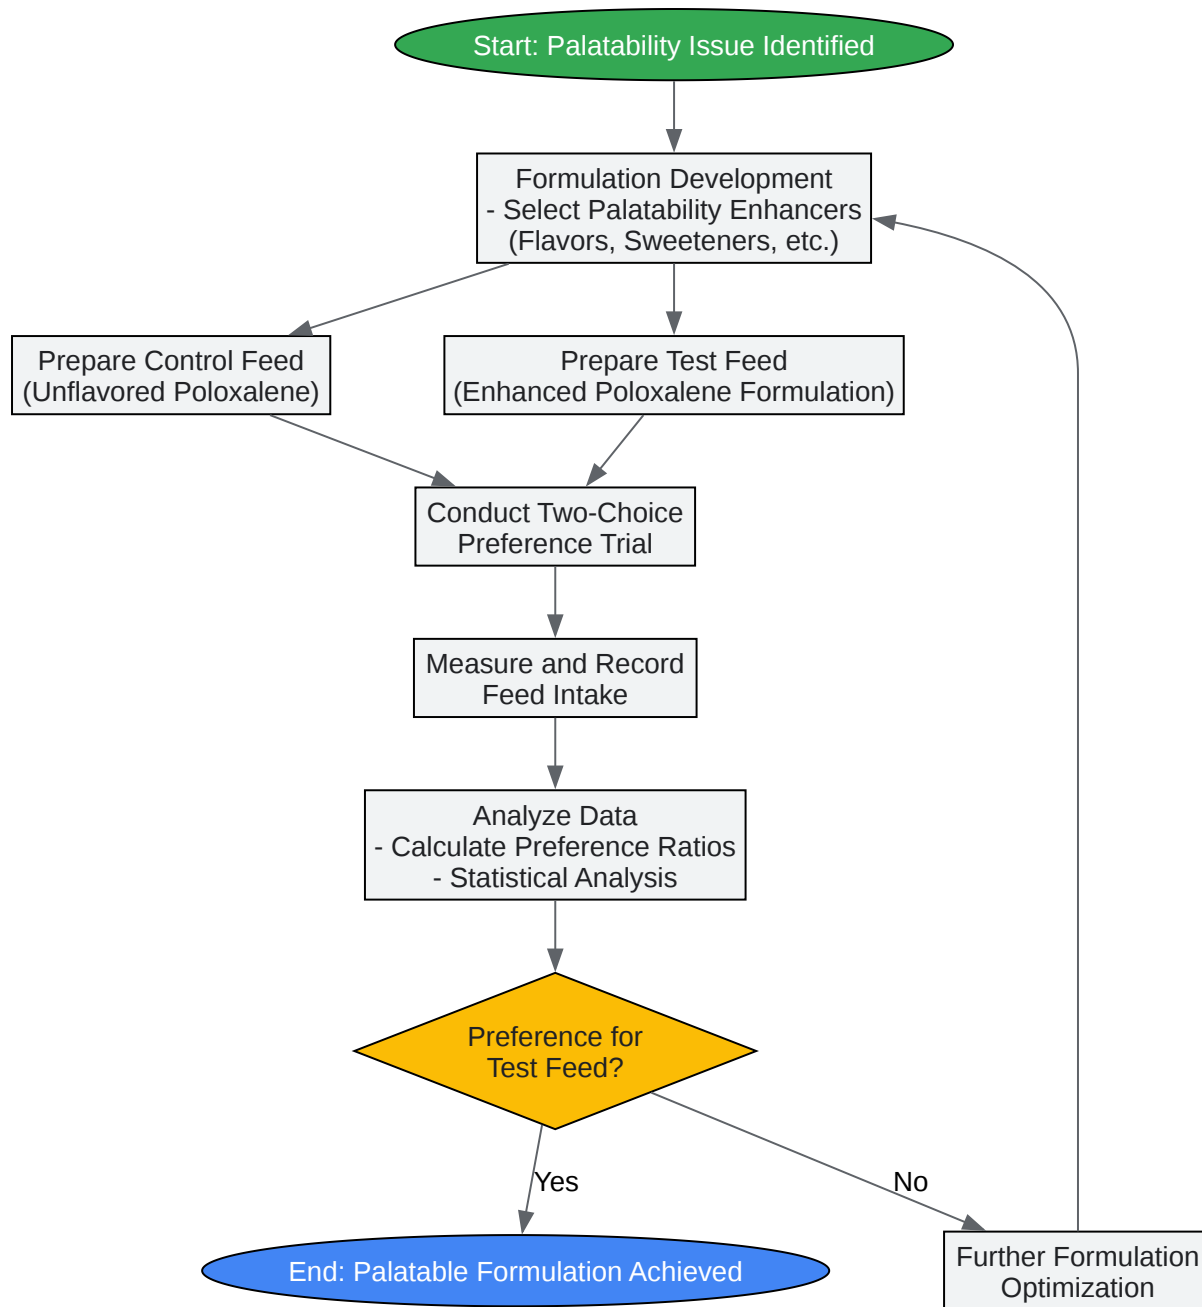 Start: Palatability Issue Identified
Formulation Development
- Select Palatability Enhancers
(Flavors, Sweeteners, etc.)
Prepare Control Feed
(Unflavored Poloxalene)
Prepare Test Feed
(Enhanced Poloxalene Formulation)
Conduct Two-Choice
Preference Trial
Measure and Record
Feed Intake
Analyze Data
- Calculate Preference Ratios
- Statistical Analysis
Preference for
Test Feed?
Yes
No
End: Palatable Formulation Achieved
Further Formulation
Optimization